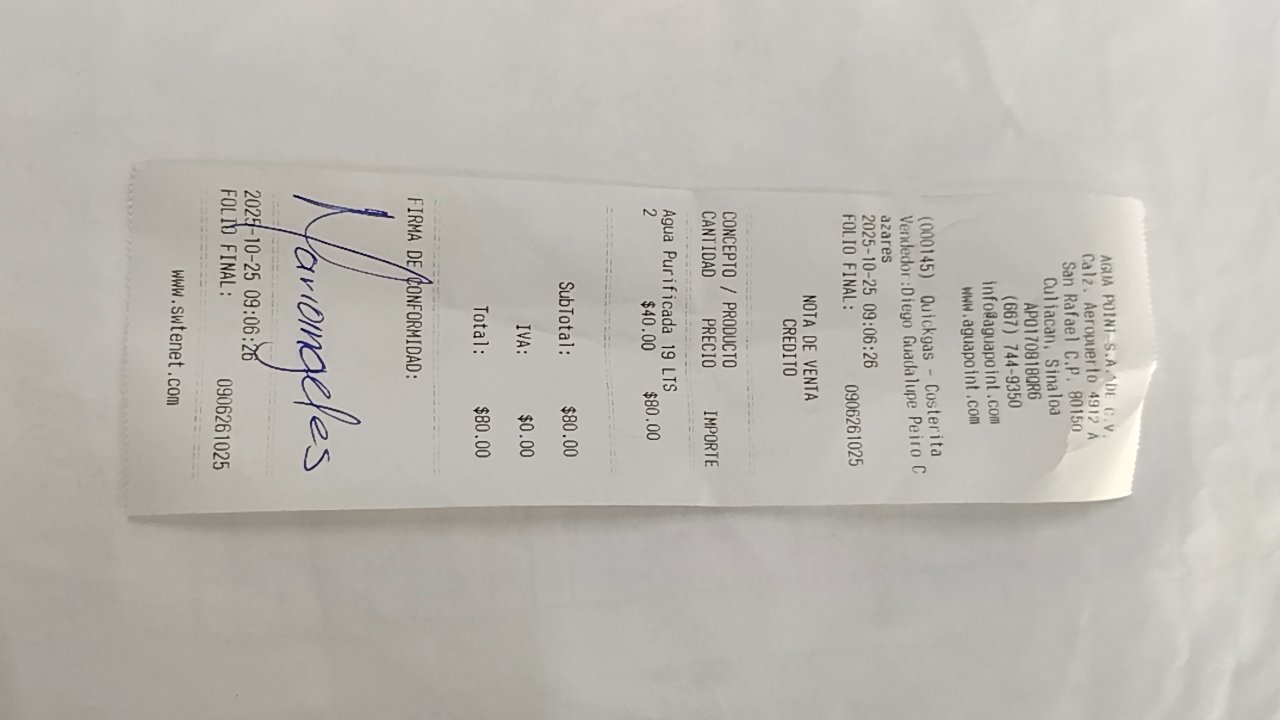 AGUA POINT S.A. DE C.V.
Calz. Aeropuerto 4912 A
San Rafael C.P. 80150
Culiacan, Sinaloa
APO170818QR6
(667) 744-9350
info@aguapoint.com
www.aguapoint.com
(000145) Quickgas - Costerita
Vendedor:Diego Guadalupe Peiro C
azares
2025-10-25 09:06:26
FOLIO FINAL: 0906261025
NOTA DE VENTA
CREDITO
CONCEPTO / PRODUCTO
CANTIDAD PRECIO IMPORTE
Agua Purificada 19 LTS
2 $40.00 $80.00
SubTotal: $80.00
IVA: $0.00
Total: $80.00
FIRMA DE CONFORMIDAD:
Mariangeles
2025-10-25 09:06:26
FOLIO FINAL: 0906261025
www.swtenet.com